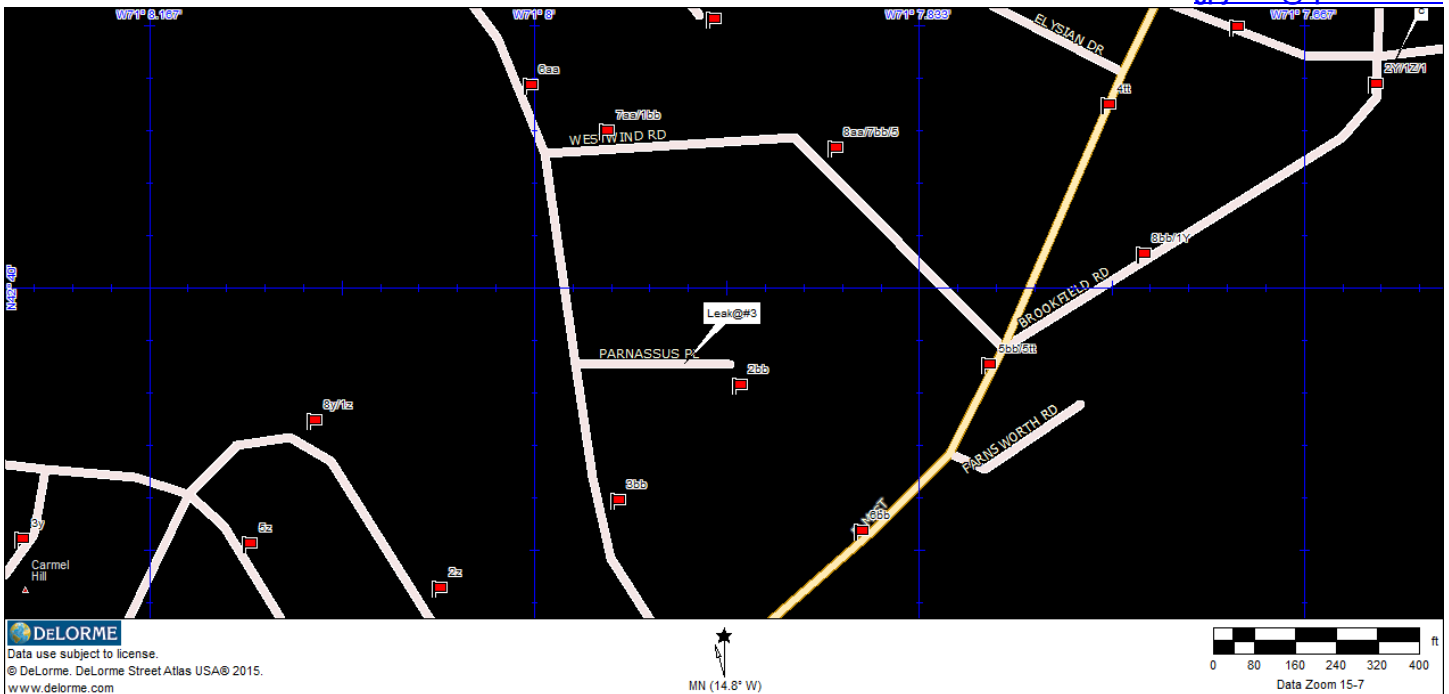 W71° 8.167'
W71° 8'
W71° 7.833'
W71° 7.667'
c
ELYSIAN DR
6aa
2Y/1Z/1
4tt
7aa/1bb
WESTWIND RD
8aa/7bb/5
8bb/1Y
N42° 40'
BROOKFIELD RD
Leak@#3
PARNASSUS PL
5bb/5tt
2bb
8y/1z
FARNSWORTH RD
3bb
3y
5z
Carmel
Hill
2z
DELORME
Data use subject to license.
© DeLorme. DeLorme Street Atlas USA® 2015.
www.delorme.com
MN (14.8° W)
ft
0 80 160 240 320 400
Data Zoom 15-7